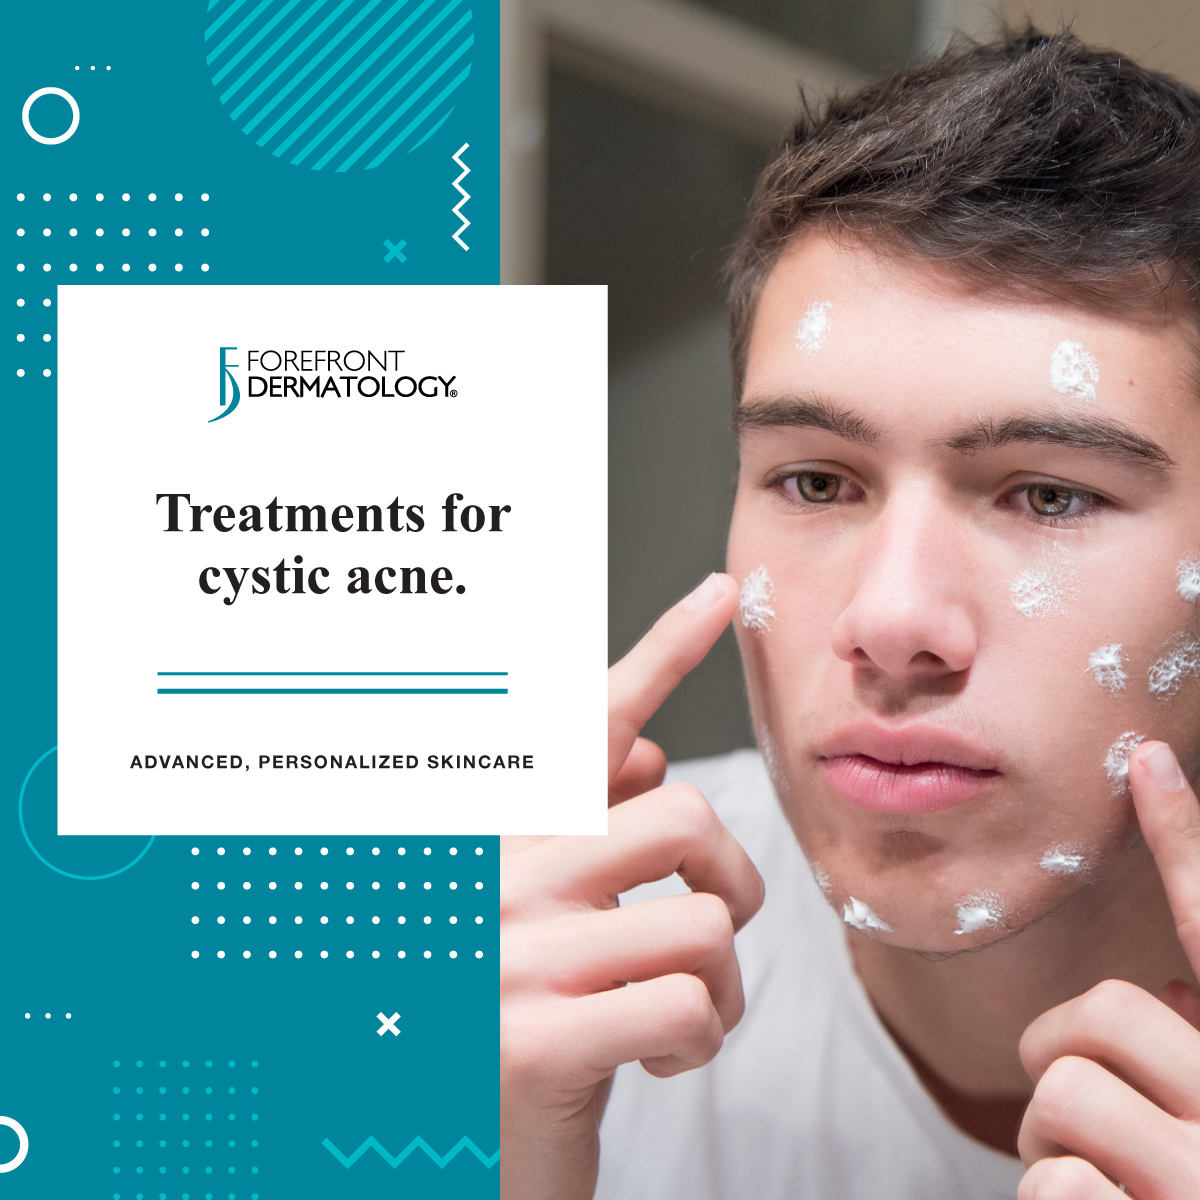 FOREFRONT
DERMATOLOGY®
Treatments for
cystic acne.
ADVANCED, PERSONALIZED SKINCARE